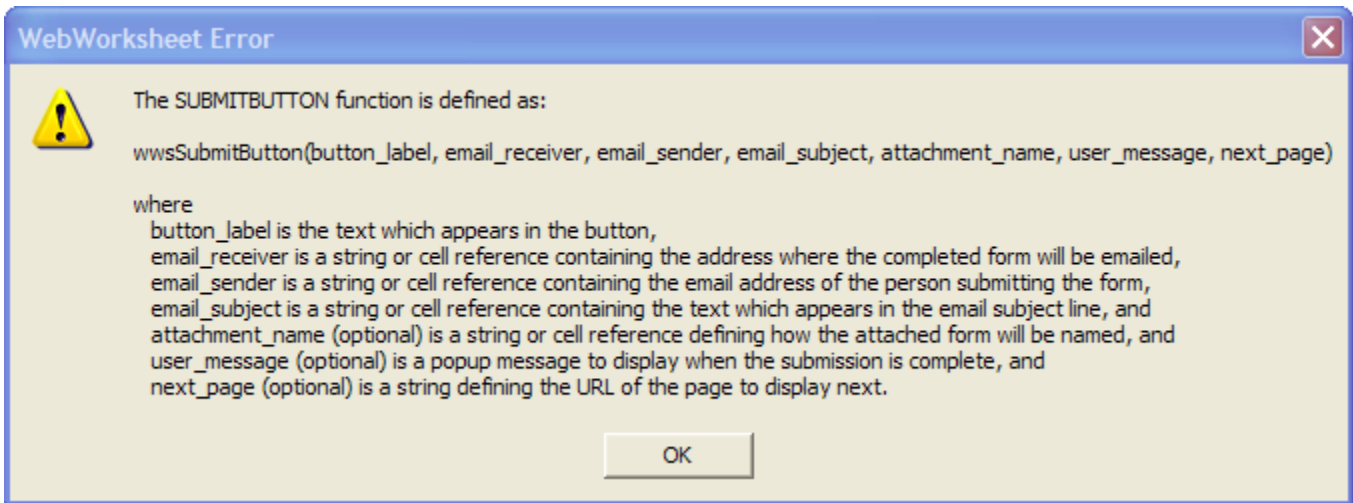 WebWorksheet Error
The SUBMITBUTTON function is defined as:
wwsSubmitButton(button_label, email_receiver, email_sender, email_subject, attachment_name, user_message, next_page)
where
button_label is the text which appears in the button,
email_receiver is a string or cell reference containing the address where the completed form will be emailed,
email_sender is a string or cell reference containing the email address of the person submitting the form,
email_subject is a string or cell reference containing the text which appears in the email subject line, and
attachment_name (optional) is a string or cell reference defining how the attached form will be named, and
user_message (optional) is a popup message to display when the submission is complete, and
next_page (optional) is a string defining the URL of the page to display next.
OK